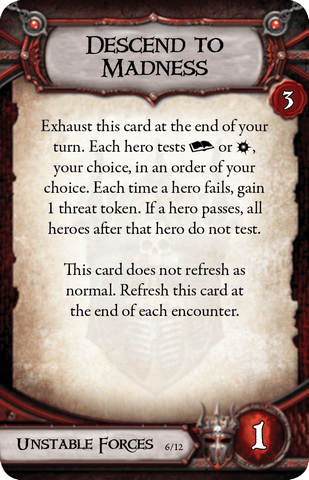 DESCEND TO
MADNESS
3
Exhaust this card at the end of your
turn. Each hero tests or ,
your choice, in an order of your
choice. Each time a hero fails, gain
1 threat token. If a hero passes, all
heroes after that hero do not test.
This card does not refresh as
normal. Refresh this card at
the end of each encounter.
UNSTABLE FORCES 6/12
1